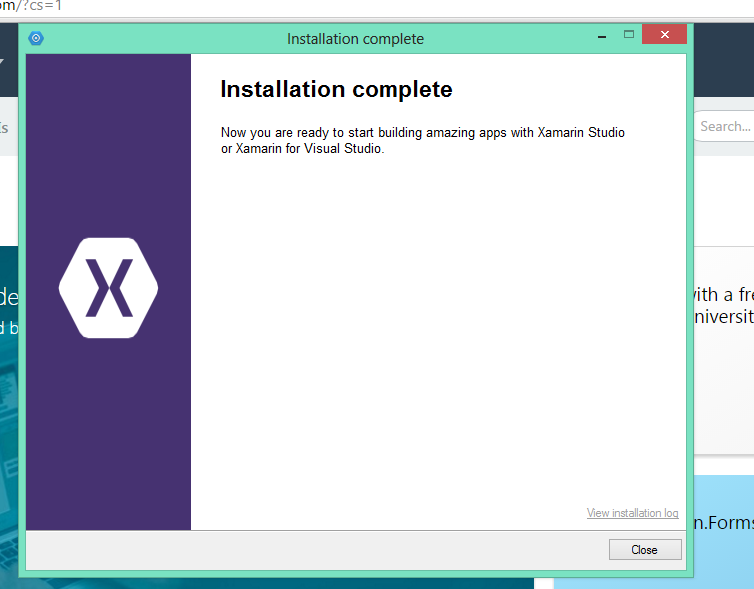 om/?cs=1
Installation complete
Installation complete
Now you are ready to start building amazing apps with Xamarin Studio
or Xamarin for Visual Studio.
Search...
with a fre
niversit
de
d b
View installation log
n.Forms
Close